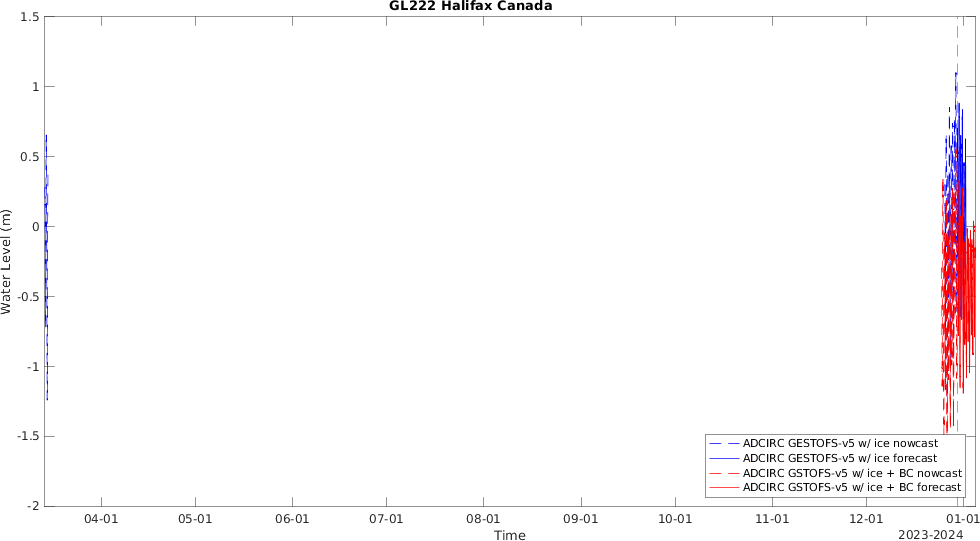 GL222 Halifax Canada
Water Level (m)
1.5
1
0.5
0
-0.5
-1
-1.5
-2
ADCIRC GESTOFS-v5 w/ ice nowcast
ADCIRC GESTOFS-v5 w/ ice forecast
ADCIRC GSTOFS-v5 w/ ice + BC nowcast
ADCIRC GSTOFS-v5 w/ ice + BC forecast
04-01 05-01 06-01 07-01 08-01 09-01 10-01 11-01 12-01 01-01
Time
2023-2024